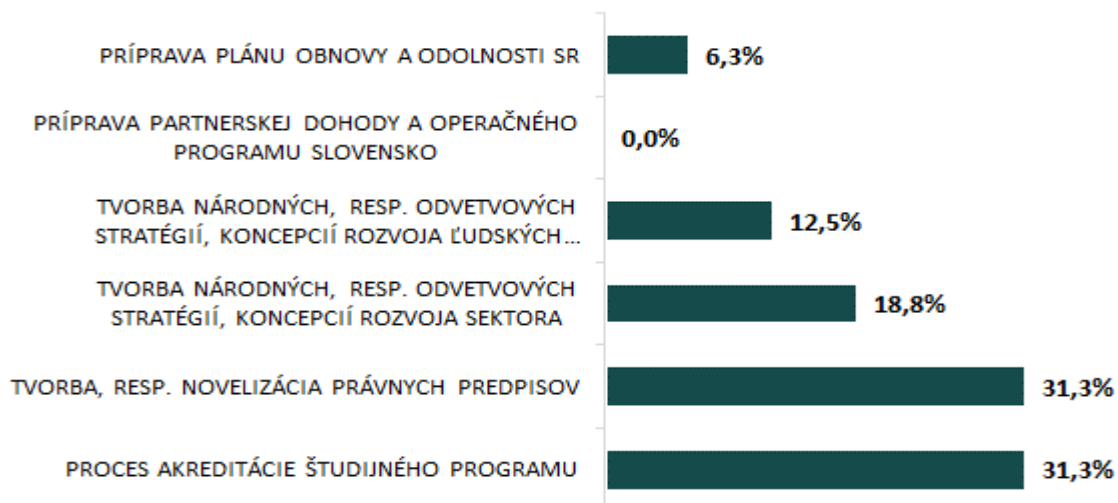 PRÍPRAVA PLÁNU OBNOVY A ODOLNOSTI SR
6,3%
PRÍPRAVA PARTNERSKEJ DOHODY A OPERAČNÉHO
PROGRAMU SLOVENSKO
0,0%
TVORBA NÁRODNÝCH, RESP. ODVETVOVÝCH
STRATÉGIÍ, KONCEPCIÍ ROZVOJA ĽUDSKÝCH...
12,5%
TVORBA NÁRODNÝCH, RESP. ODVETVOVÝCH
STRATÉGIÍ, KONCEPCIÍ ROZVOJA SEKTORA
18,8%
TVORBA, RESP. NOVELIZÁCIA PRÁVNYCH PREDPISOV
31,3%
PROCES AKREDITÁCIE ŠTUDIJNÉHO PROGRAMU
31,3%